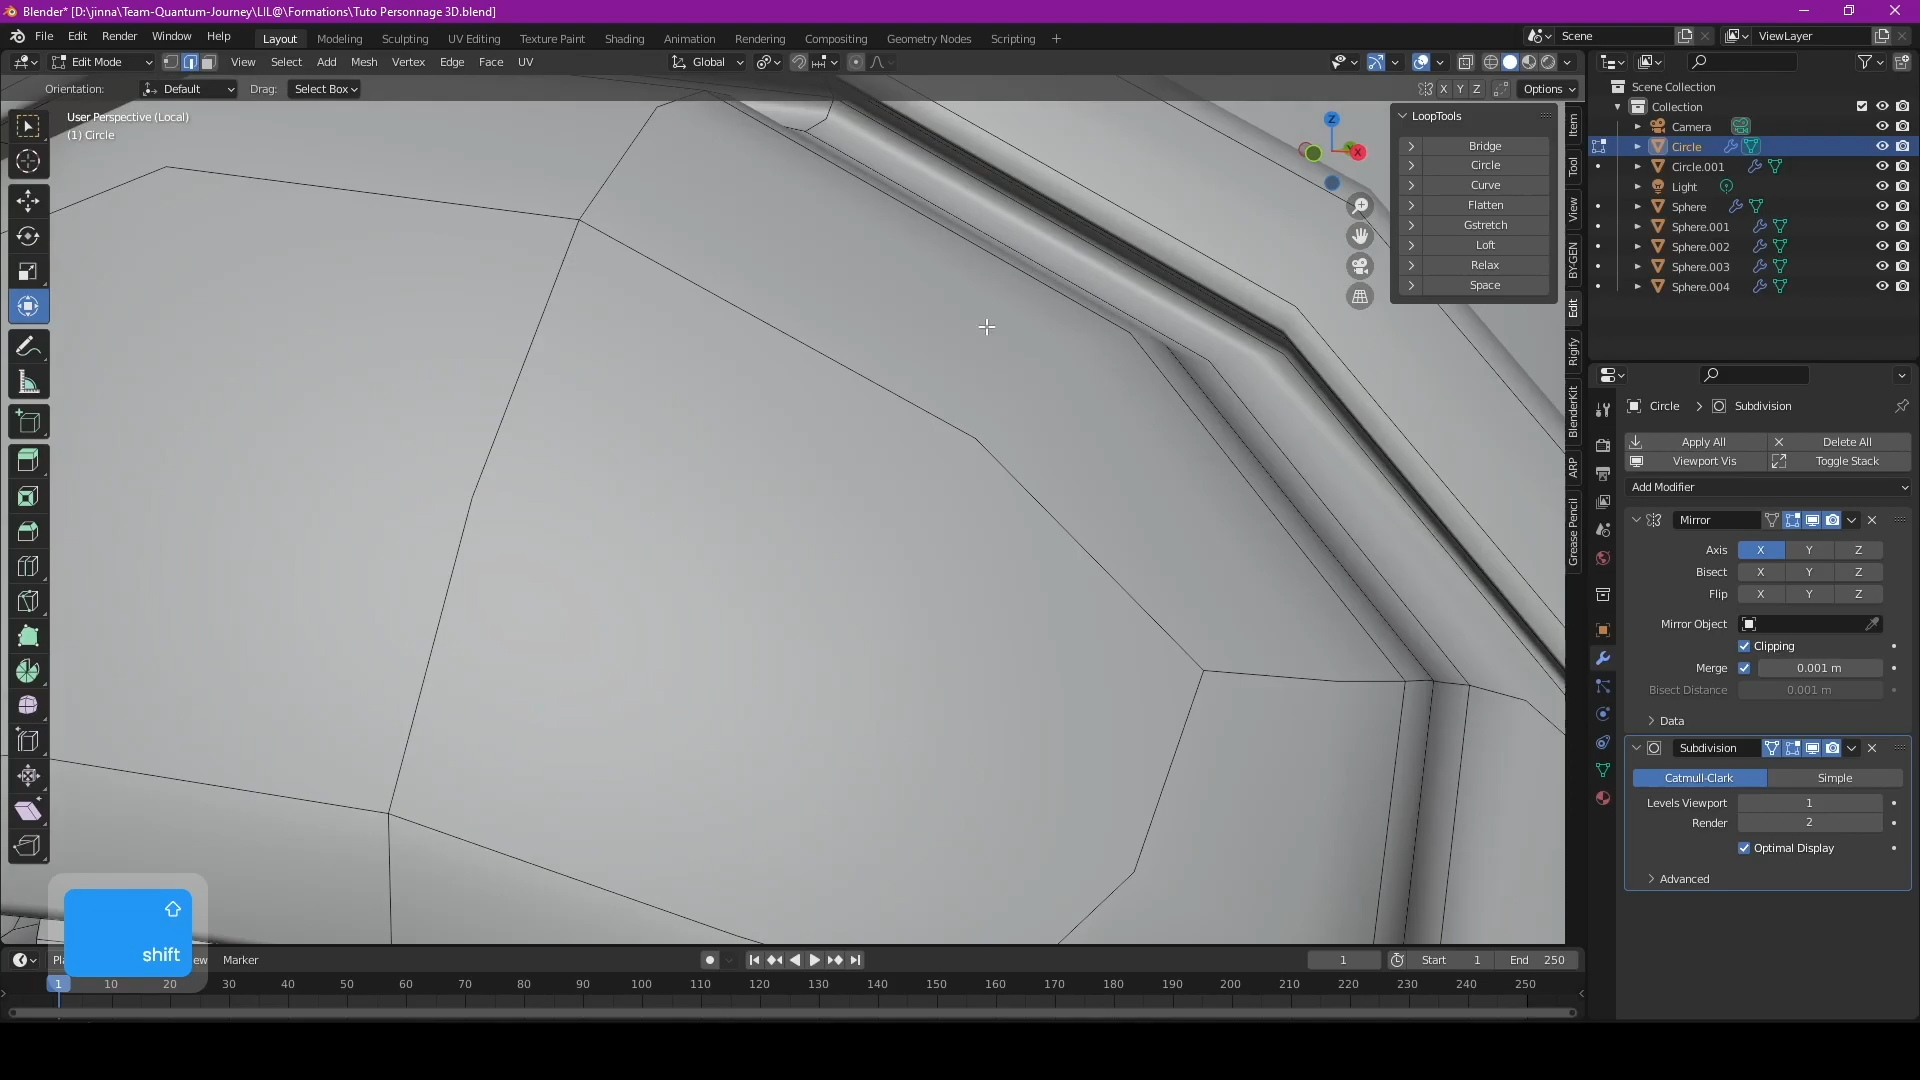 Blender* [D:\jinna\Team-Quantum-Journey\LIL@\Formations\Tuto Personnage 3D.blend]
File Edit Render Window Help Layout Modeling Sculpting UV Editing Texture Paint Shading Animation Rendering Compositing Geometry Nodes Scripting + Scene ViewLayer
Edit Mode View Select Add Mesh Vertex Edge Face UV Global
Orientation: Default Drag: Select Box X Y Z Options
User Perspective (Local)
(1) Circle
Z
X
LoopTools
Bridge
Circle
Curve
Flatten
Gstretch
Loft
Relax
Space
Item
Tool
View
BY-GEN
Edit
Rigify
BlenderKit
ARP
Grease Pencil
Scene Collection
Collection
Camera
Circle
Circle.001
Light
Sphere
Sphere.001
Sphere.002
Sphere.003
Sphere.004
Circle > Subdivision
Apply All Delete All
Viewport Vis Toggle Stack
Add Modifier
Mirror
Axis X Y Z
Bisect X Y Z
Flip X Y Z
Mirror Object
Clipping
Merge 0.001 m
Bisect Distance 0.001 m
Data
Subdivision
Catmull-Clark Simple
Levels Viewport 1
Render 2
Optimal Display
Advanced
shift
Marker 1 Start 1 End 250
1 10 20 30 40 50 60 70 80 90 100 110 120 130 140 150 160 170 180 190 200 210 220 230 240 250